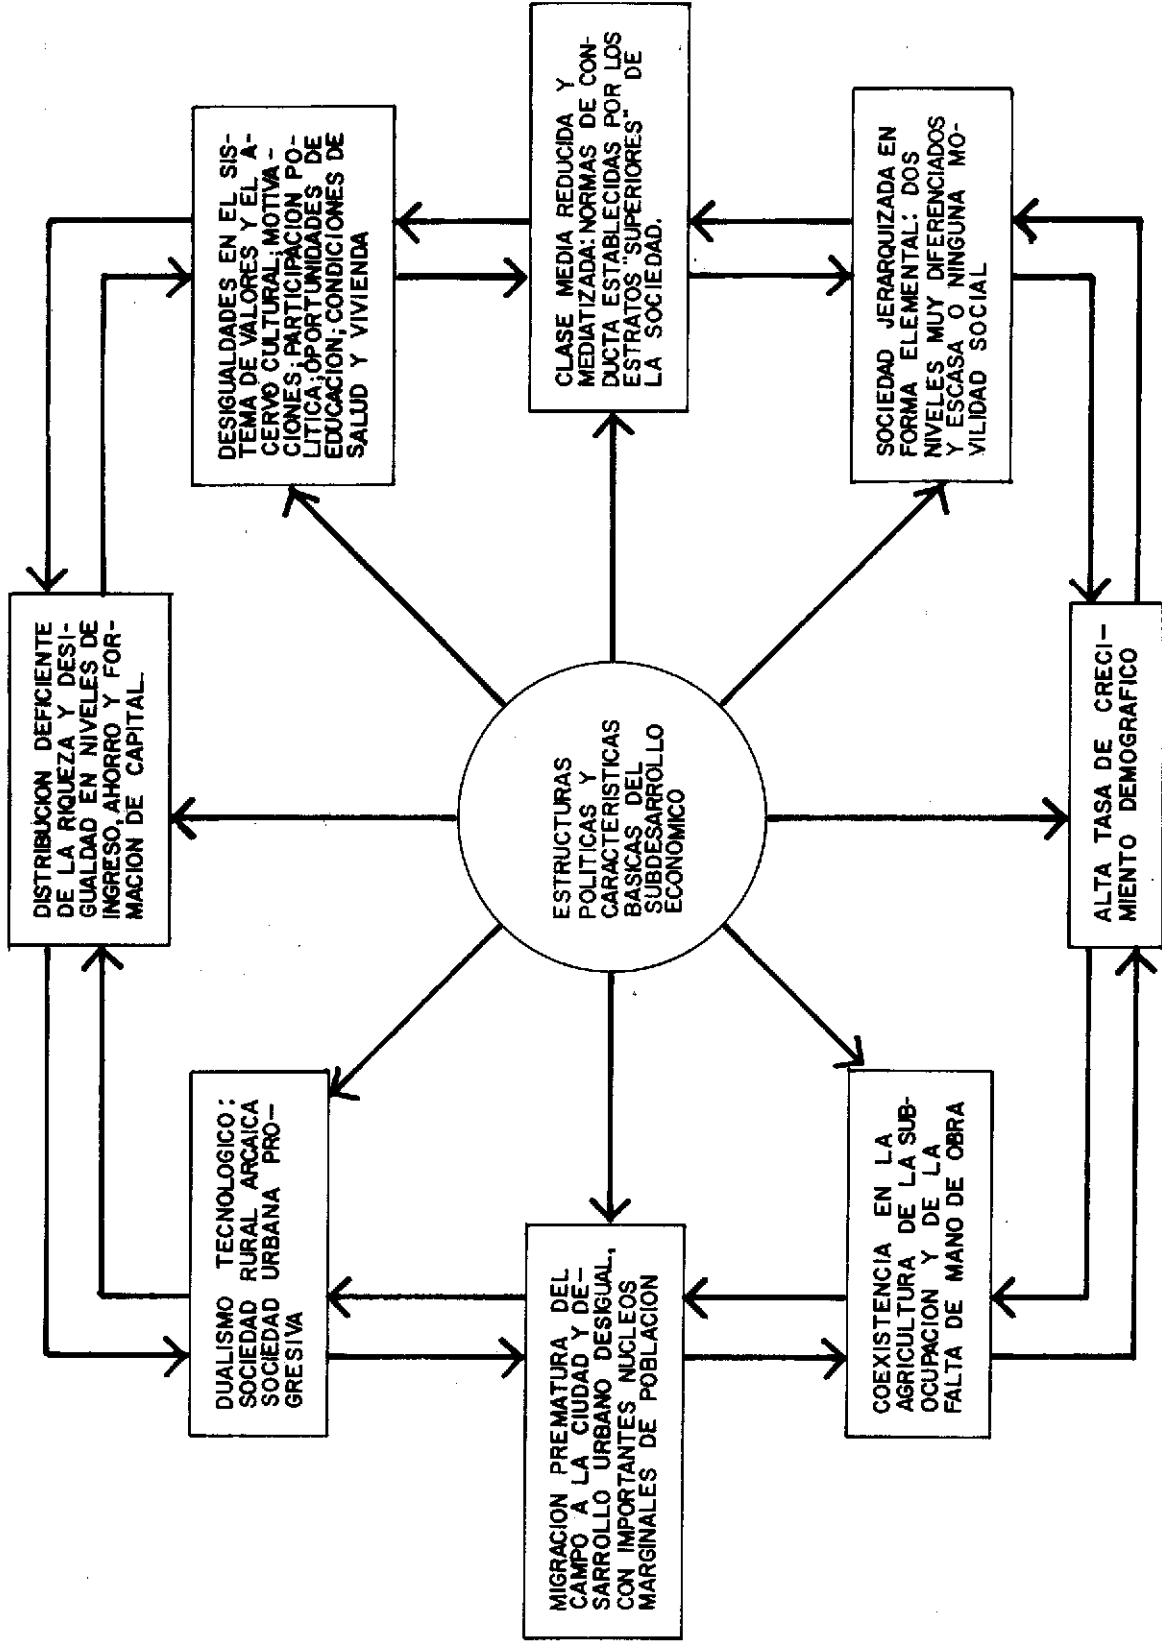 DISTRIBUCION DEFICIENTE
DE LA RIQUEZA Y DESI-
GUALDAD EN NIVELES DE
INGRESO, AHORRO Y FOR-
MACION DE CAPITAL.
DUALISMO TECNOLOGICO:
SOCIEDAD RURAL ARCAICA
SOCIEDAD URBANA PRO-
GRESIVA
DESIGUALDADES EN EL SIS-
TEMA DE VALORES Y EL A-
CERVO CULTURAL; MOTIVA-
CIONES; PARTICIPACION PO-
LITICA; OPORTUNIDADES DE
EDUCACION; CONDICIONES DE
SALUD Y VIVIENDA
MIGRACION PREMATURA DEL
CAMPO A LA CIUDAD Y DE-
SARROLLO URBANO DESIGUAL,
CON IMPORTANTES NUCLEOS
MARGINALES DE POBLACION
ESTRUCTURAS
POLITICAS Y
CARACTERISTICAS
BASICAS DEL
SUBDESARROLLO
ECONOMICO
CLASE MEDIA REDUCIDA Y
MEDIATIZADA: NORMAS DE CON-
DUCTA ESTABLECIDAS POR LOS
ESTRATOS "SUPERIORES" DE
LA SOCIEDAD.
COEXISTENCIA EN LA
AGRICULTURA DE LA SUB-
OCUPACION Y DE LA
FALTA DE MANO DE OBRA
SOCIEDAD JERARQUIZADA EN
FORMA ELEMENTAL: DOS
NIVELES MUY DIFERENCIADOS
Y ESCASA O NINGUNA MO-
VILIDAD SOCIAL
ALTA TASA DE CRECI-
MIENTO DEMOGRAFICO